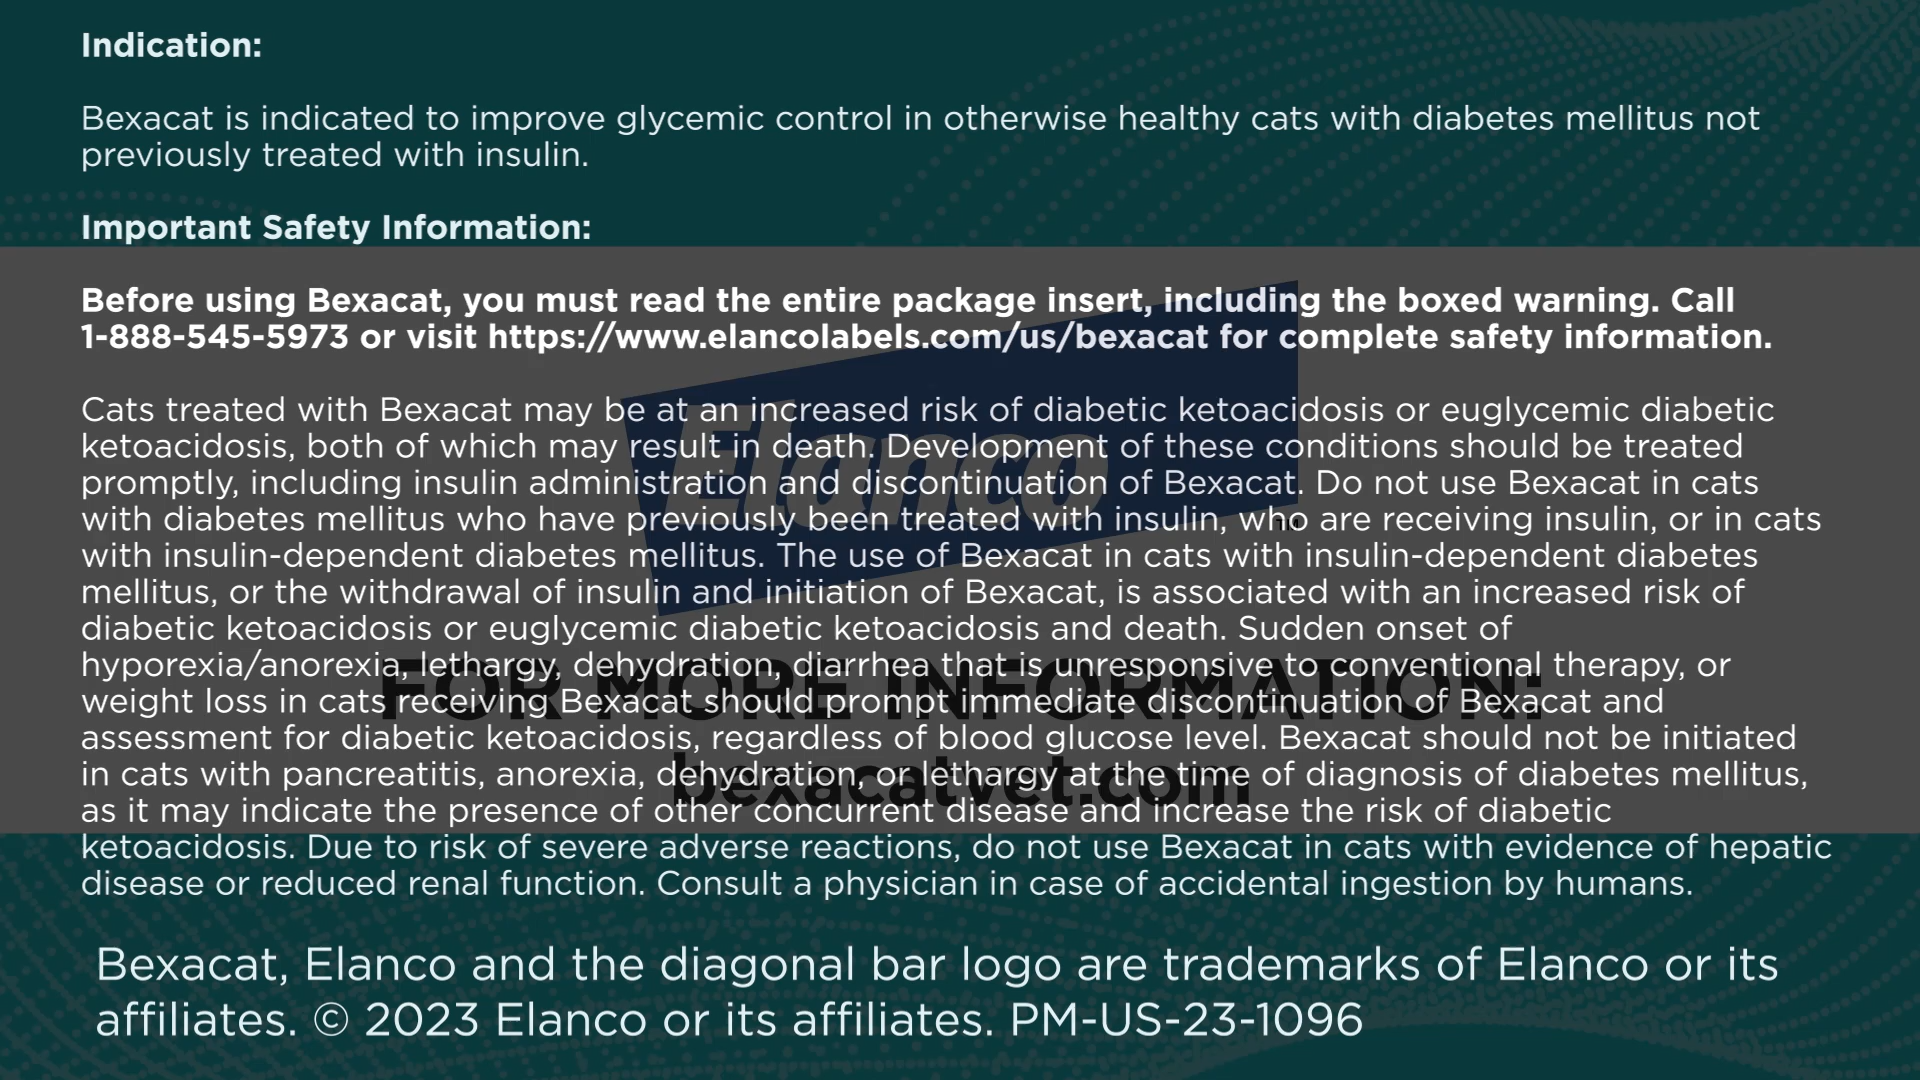 Indication:
Bexacat is indicated to improve glycemic control in otherwise healthy cats with diabetes mellitus not
previously treated with insulin.
Important Safety Information:
Before using Bexacat, you must read the entire package insert, including the boxed warning. Call
1-888-545-5973 or visit https://www.elancolabels.com/us/bexacat for complete safety information.
Cats treated with Bexacat may be at an increased risk of diabetic ketoacidosis or euglycemic diabetic
ketoacidosis, both of which may result in death. Development of these conditions should be treated
promptly, including insulin administration and discontinuation of Bexacat. Do not use Bexacat in cats
with diabetes mellitus who have previously been treated with insulin, who are receiving insulin, or in cats
with insulin-dependent diabetes mellitus. The use of Bexacat in cats with insulin-dependent diabetes
mellitus, or the withdrawal of insulin and initiation of Bexacat, is associated with an increased risk of
diabetic ketoacidosis or euglycemic diabetic ketoacidosis and death. Sudden onset of
hyporexia/anorexia, lethargy, dehydration, diarrhea that is unresponsive to conventional therapy, or
weight loss in cats receiving Bexacat should prompt immediate discontinuation of Bexacat and
assessment for diabetic ketoacidosis, regardless of blood glucose level. Bexacat should not be initiated
in cats with pancreatitis, anorexia, dehydration, or lethargy at the time of diagnosis of diabetes mellitus,
as it may indicate the presence of other concurrent disease and increase the risk of diabetic
ketoacidosis. Due to risk of severe adverse reactions, do not use Bexacat in cats with evidence of hepatic
disease or reduced renal function. Consult a physician in case of accidental ingestion by humans.
Elanco™
FOR MORE INFORMATION:
bexacatvet.com
Bexacat, Elanco and the diagonal bar logo are trademarks of Elanco or its
affiliates. © 2023 Elanco or its affiliates. PM-US-23-1096